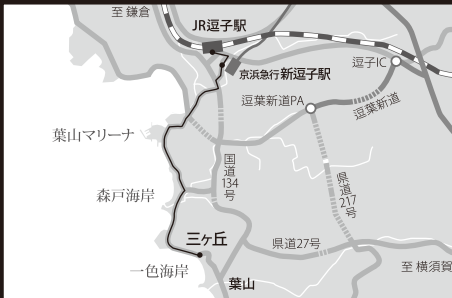 至 鎌倉
JR逗子駅
京浜急行 新逗子駅
逗子IC
逗葉新道PA
逗葉新道
葉山マリーナ
国道134号
県道217号
森戸海岸
三ヶ丘
県道27号
一色海岸
至 横須賀
葉山